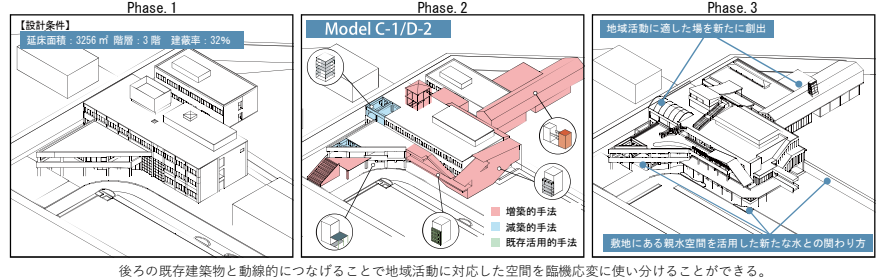 Phase. 1
【設計条件】
延床面積：3256 ㎡ 階層：3 階　建蔽率：32%
Phase. 2
Model C-1/D-2
増築的手法
減築的手法
既存活用的手法
Phase. 3
地域活動に適した場を新たに創出
敷地にある親水空間を活用した新たな水との関わり方
後ろの既存建築物と動線的につなげることで地域活動に対応した空間を臨機応変に使い分けることができる。